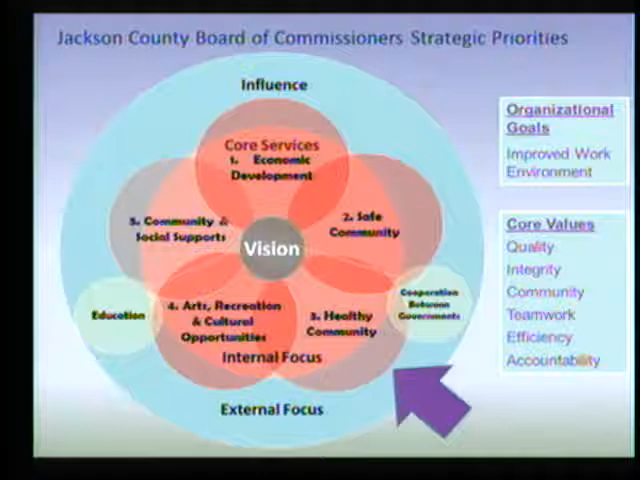 Jackson County Board of Commissioners Strategic Priorities
Influence
Core Services
1. Economic
Development
2. Safe
Community
5. Community &
Social Supports
Vision
Education
4. Arts, Recreation
& Cultural
Opportunities
3. Healthy
Community
Cooperation
Between
Governments
Internal Focus
External Focus
Organizational
Goals
Improved Work
Environment
Core Values
Quality
Integrity
Community
Teamwork
Efficiency
Accountability